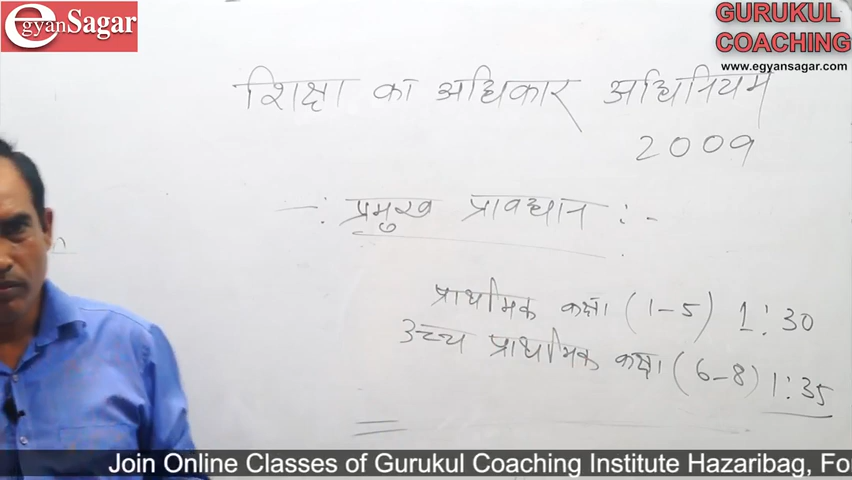 egyanSagar
GURUKUL
COACHING
www.egyansagar.com
शिक्षा का अधिकार अधिनियम
2009
-: प्रमुख प्रावधान :-
प्राथमिक कक्षा (1-5) 1:30
उच्च प्राथमिक कक्षा (6-8) 1:35
Join Online Classes of Gurukul Coaching Institute Hazaribag, Fo